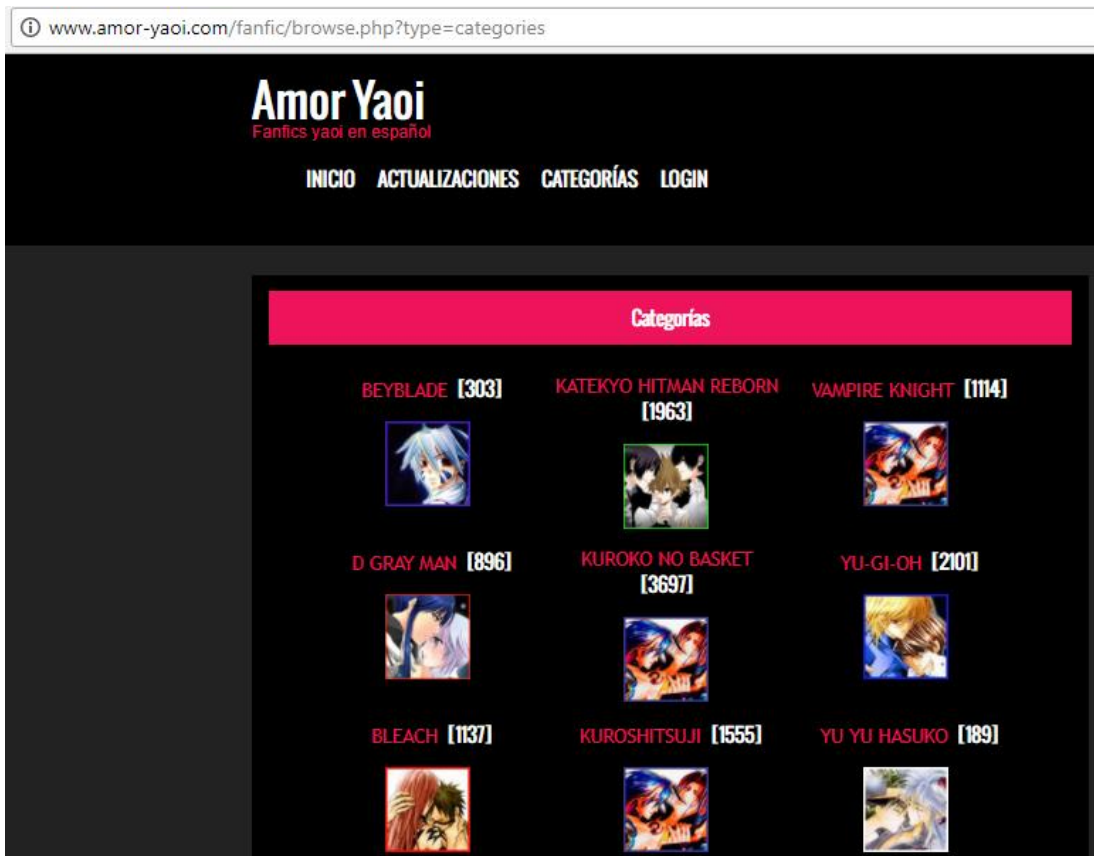 www.amor-yaoi.com/fanfic/browse.php?type=categories
Amor Yaoi
Fanfics yaoi en español
INICIO ACTUALIZACIONES CATEGORÍAS LOGIN
Categorías
BEYBLADE [303]
KATEKYO HITMAN REBORN
[1963]
VAMPIRE KNIGHT [1114]
D GRAY MAN [896]
KUROKO NO BASKET
[3697]
YU-GI-OH [2101]
BLEACH [1137]
KUROSHITSUJI [1555]
YU YU HASUKO [189]